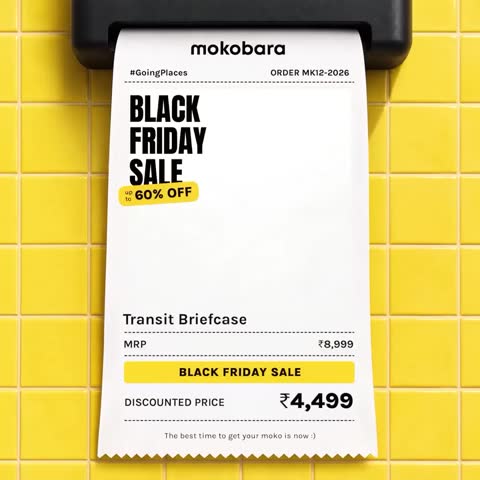 mokobara
#GoingPlaces ORDER MK12-2026
BLACK
FRIDAY
SALE
up to 60% OFF
Transit Briefcase
MRP ₹8,999
BLACK FRIDAY SALE
DISCOUNTED PRICE ₹4,499
The best time to get your moko is now :)